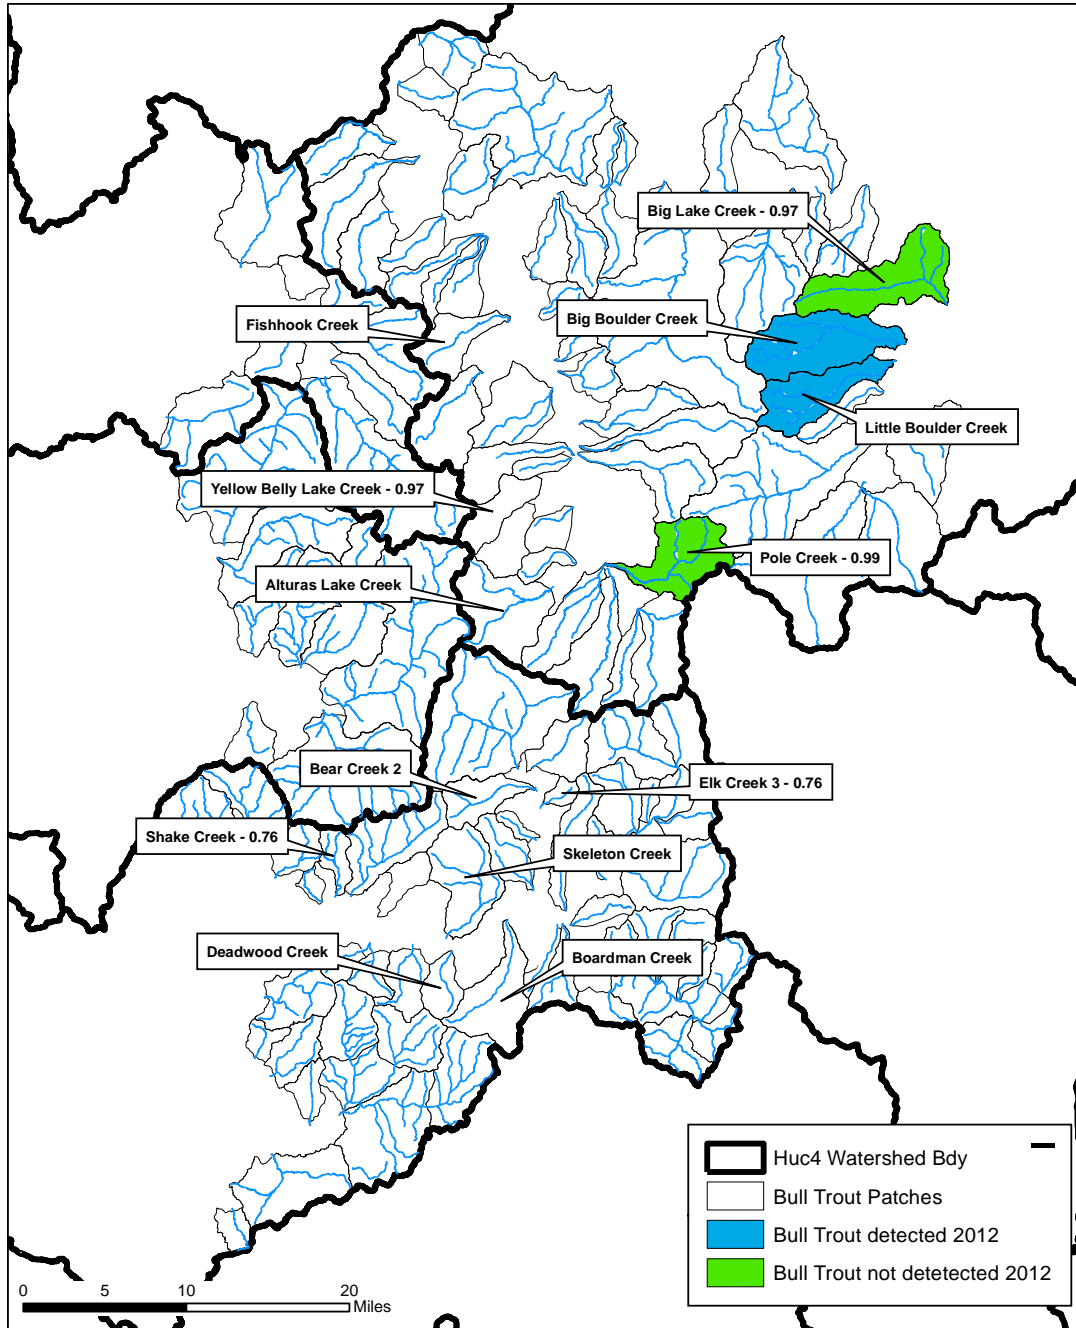 Big Lake Creek - 0.97
Fishhook Creek
Big Boulder Creek
Little Boulder Creek
Yellow Belly Lake Creek - 0.97
Pole Creek - 0.99
Alturas Lake Creek
Bear Creek 2
Elk Creek 3 - 0.76
Shake Creek - 0.76
Skeleton Creek
Deadwood Creek
Boardman Creek
Huc4 Watershed Bdy
Bull Trout Patches
Bull Trout detected 2012
Bull Trout not detetected 2012
0 5 10 20
Miles